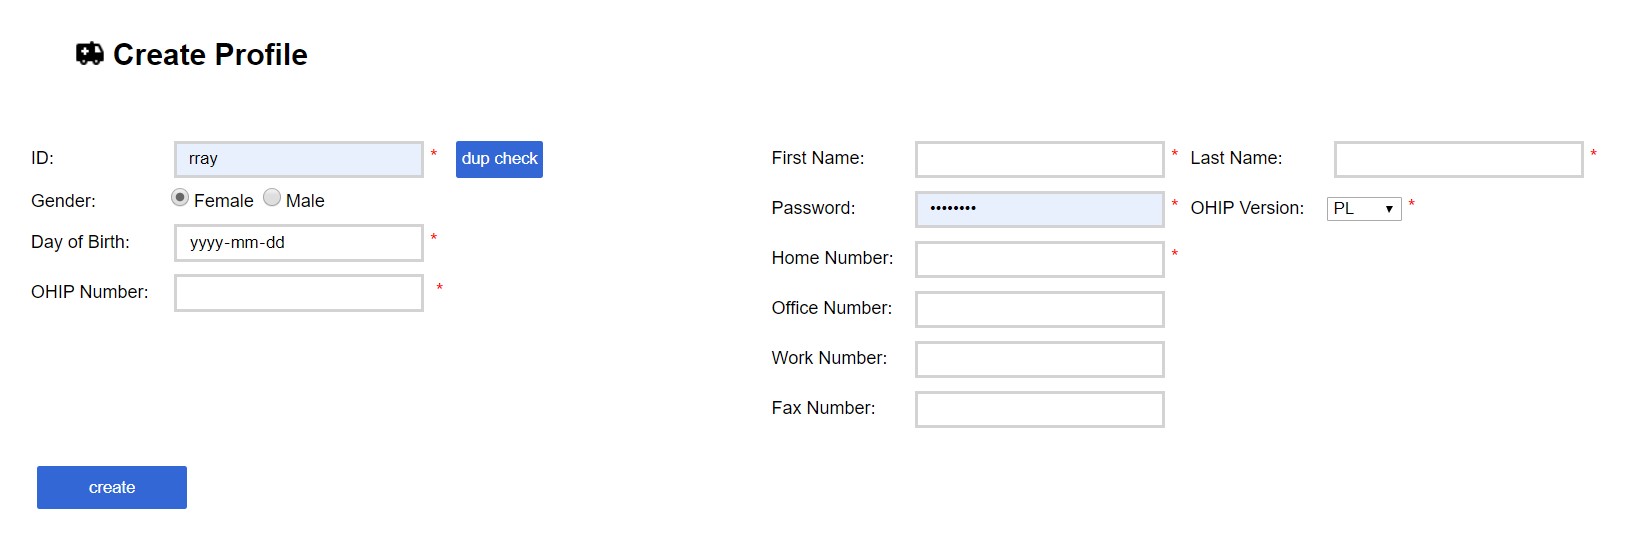 Create Profile
ID: rray * dup check
Gender: Female Male
Day of Birth: yyyy-mm-dd *
OHIP Number: *
First Name: * Last Name: *
Password: •••••••• * OHIP Version: PL *
Home Number: *
Office Number:
Work Number:
Fax Number:
create